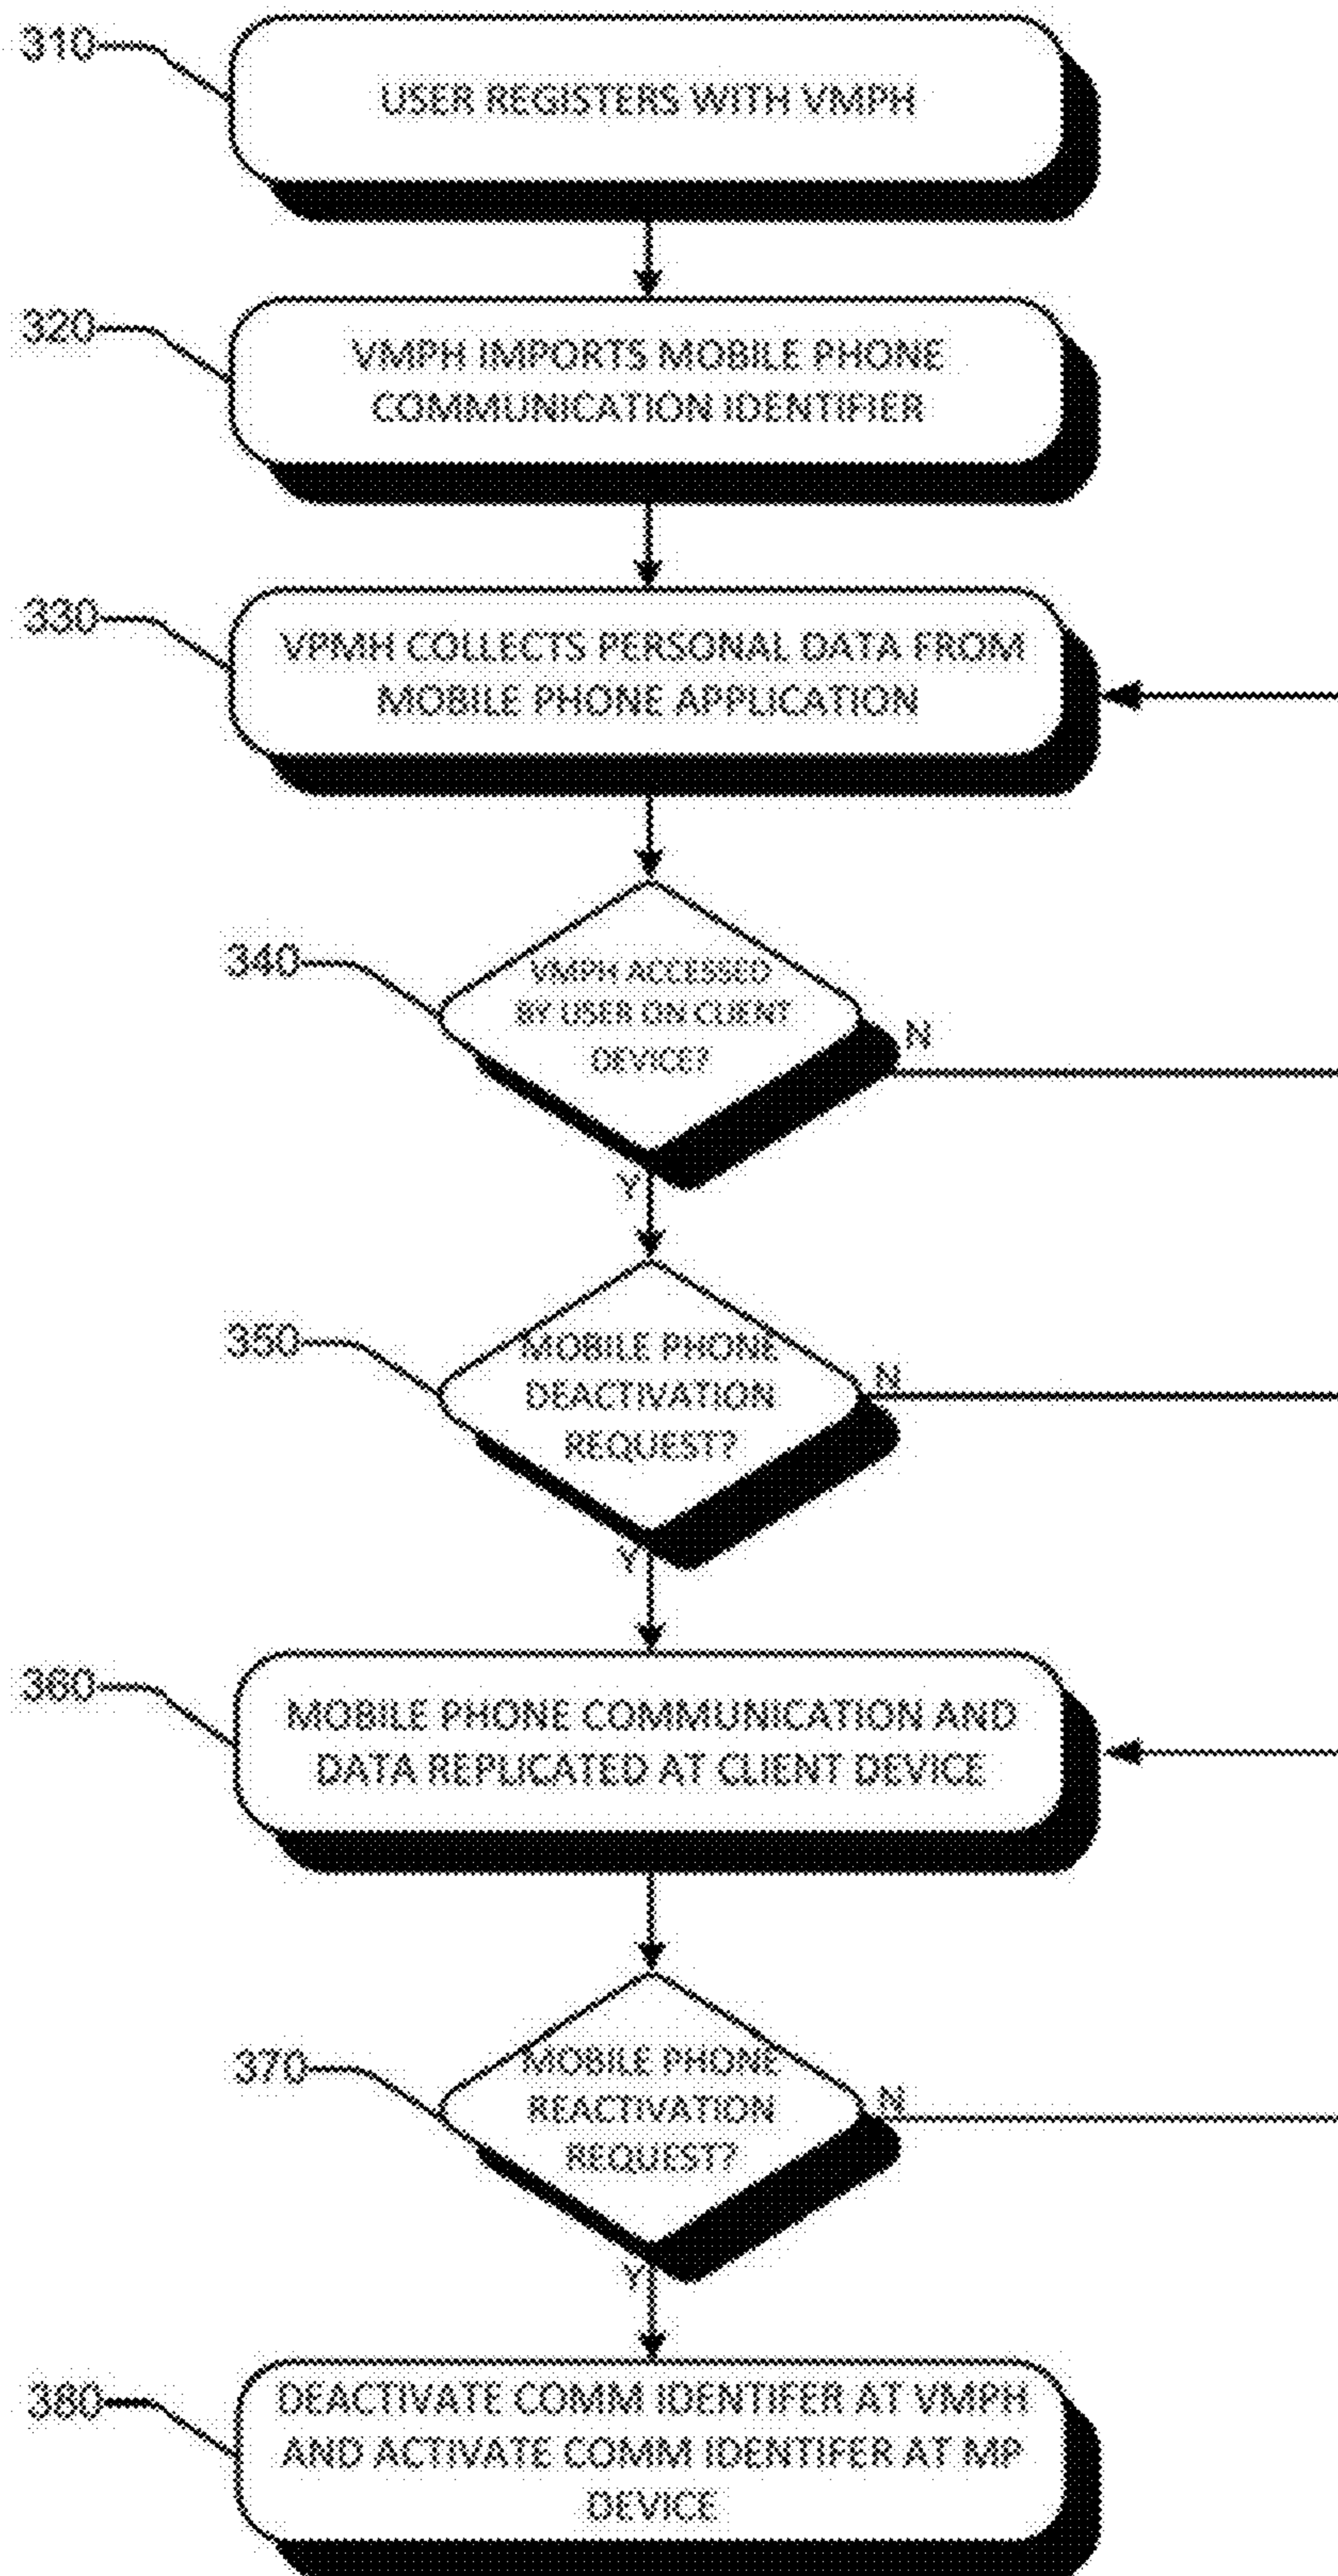 310
USER REGISTERS WITH VMPH
320
VMPH IMPORTS MOBILE PHONE
COMMUNICATION IDENTIFIER
330
VPMH COLLECTS PERSONAL DATA FROM
MOBILE PHONE APPLICATION
340
VMPH ACCESSED
BY USER ON CLIENT
DEVICE?
N
Y
350
MOBILE PHONE
DEACTIVATION
REQUEST?
N
Y
360
MOBILE PHONE COMMUNICATION AND
DATA REPLICATED AT CLIENT DEVICE
370
MOBILE PHONE
REACTIVATION
REQUEST?
N
Y
380
DEACTIVATE COMM IDENTIFER AT VMPH
AND ACTIVATE COMM IDENTIFER AT MP
DEVICE